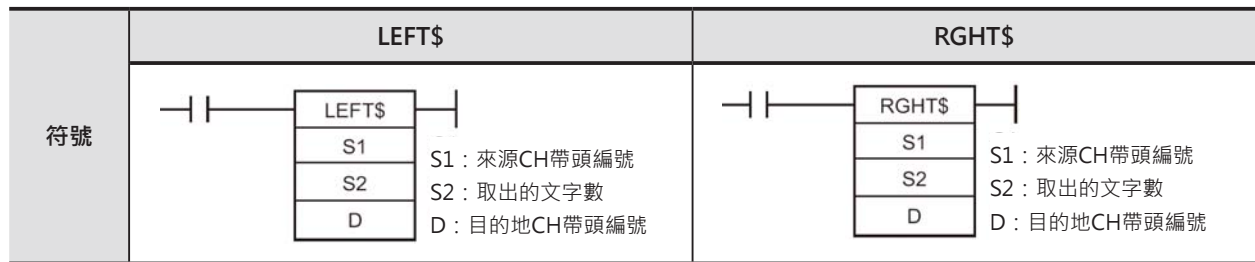 LEFT$
RGHT$
符號
LEFT$
S1
S2
D
S1：來源CH帶頭編號
S2：取出的文字數
D：目的地CH帶頭編號
RGHT$
S1
S2
D
S1：來源CH帶頭編號
S2：取出的文字數
D：目的地CH帶頭編號